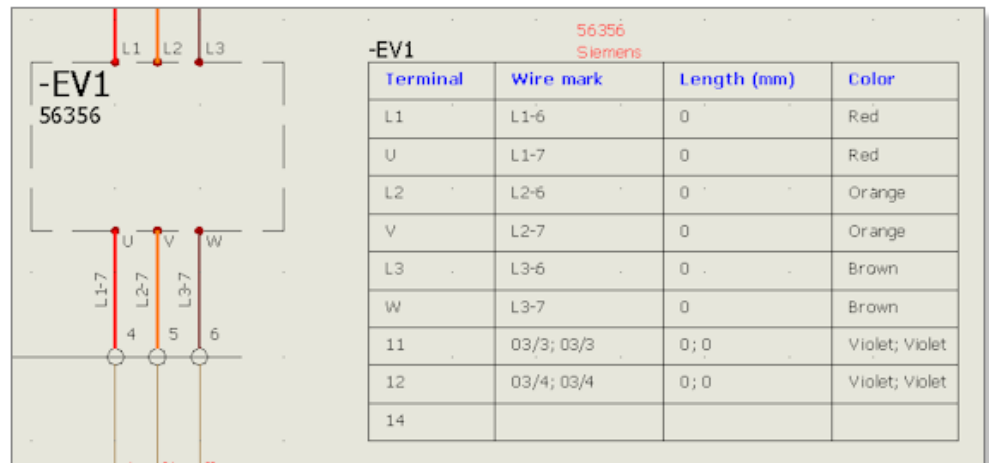 L1 L2 L3
-EV1
56356
U V W
L1-7 L2-7 L3-7
4 5 6
56356
-EV1 Siemens
Terminal Wire mark Length (mm) Color
L1 L1-6 0 Red
U L1-7 0 Red
L2 L2-6 0 Orange
V L2-7 0 Orange
L3 L3-6 0 Brown
W L3-7 0 Brown
11 03/3; 03/3 0; 0 Violet; Violet
12 03/4; 03/4 0; 0 Violet; Violet
14